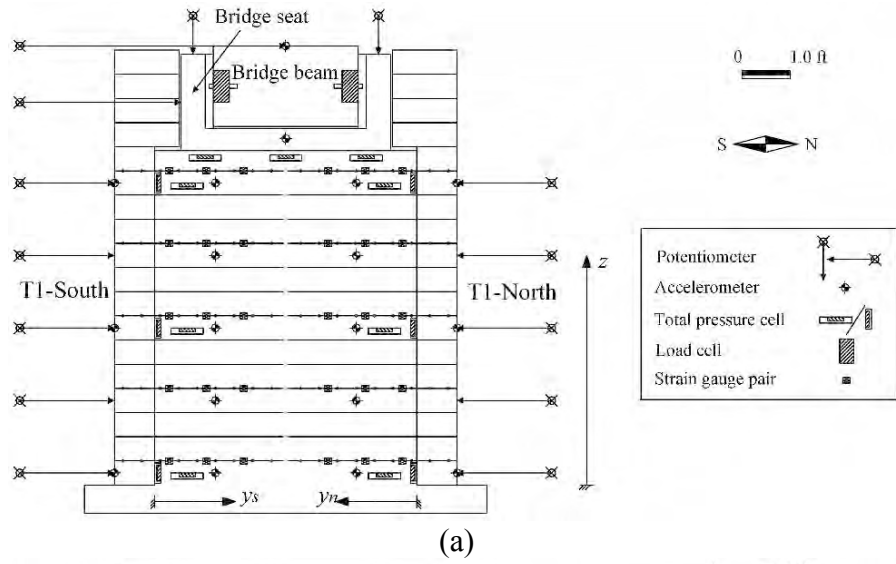 Bridge seat
Bridge beam
0 1.0 ft
S N
T1-South
T1-North
z
Potentiometer
Accelerometer
Total pressure cell
Load cell
Strain gauge pair
ys yn
(a)